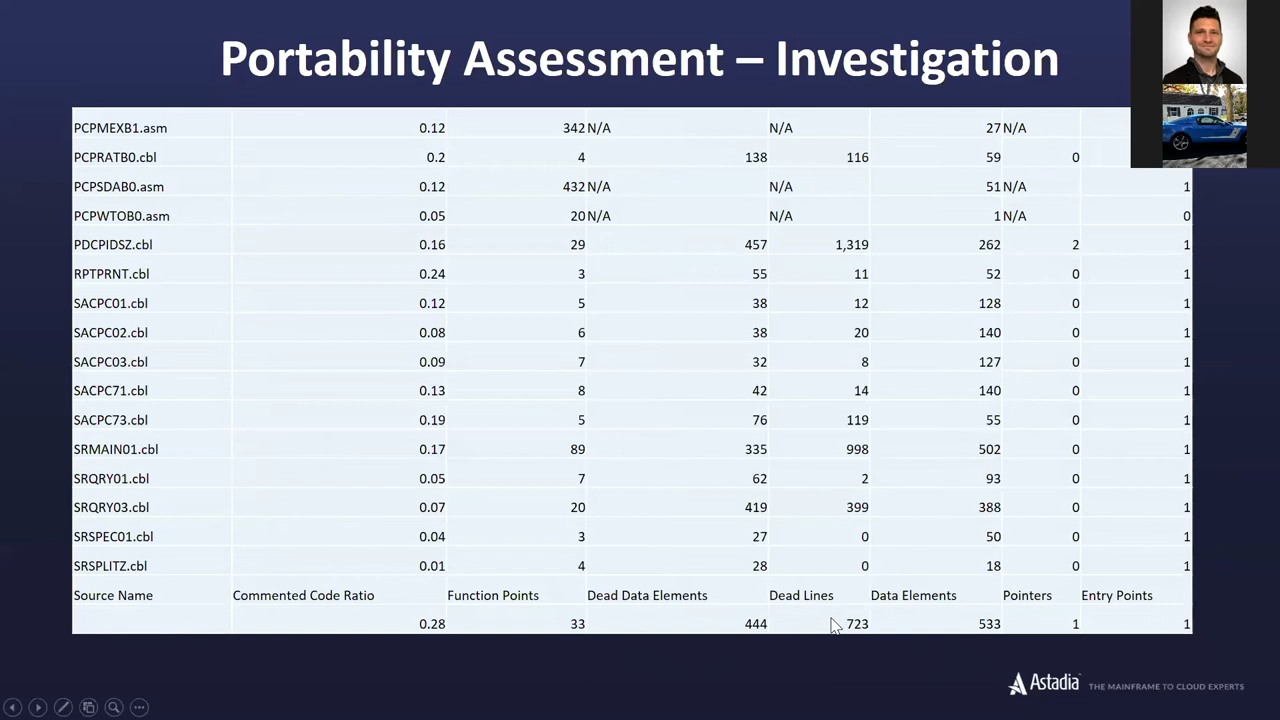 Portability Assessment – Investigation
PCPMEXB1.asm 0.12 342 N/A N/A 27 N/A
PCPRATB0.cbl 0.2 4 138 116 59 0
PCPSDAB0.asm 0.12 432 N/A N/A 51 N/A 1
PCPWTOB0.asm 0.05 20 N/A N/A 1 N/A 0
PDCPIDSZ.cbl 0.16 29 457 1,319 262 2 1
RPTPRNT.cbl 0.24 3 55 11 52 0 1
SACPC01.cbl 0.12 5 38 12 128 0 1
SACPC02.cbl 0.08 6 38 20 140 0 1
SACPC03.cbl 0.09 7 32 8 127 0 1
SACPC71.cbl 0.13 8 42 14 140 0 1
SACPC73.cbl 0.19 5 76 119 55 0 1
SRMAIN01.cbl 0.17 89 335 998 502 0 1
SRQRY01.cbl 0.05 7 62 2 93 0 1
SRQRY03.cbl 0.07 20 419 399 388 0 1
SRSPEC01.cbl 0.04 3 27 0 50 0 1
SRSPLITZ.cbl 0.01 4 28 0 18 0 1
Source Name Commented Code Ratio Function Points Dead Data Elements Dead Lines Data Elements Pointers Entry Points
0.28 33 444 723 533 1 1
Astadia THE MAINFRAME TO CLOUD EXPERTS